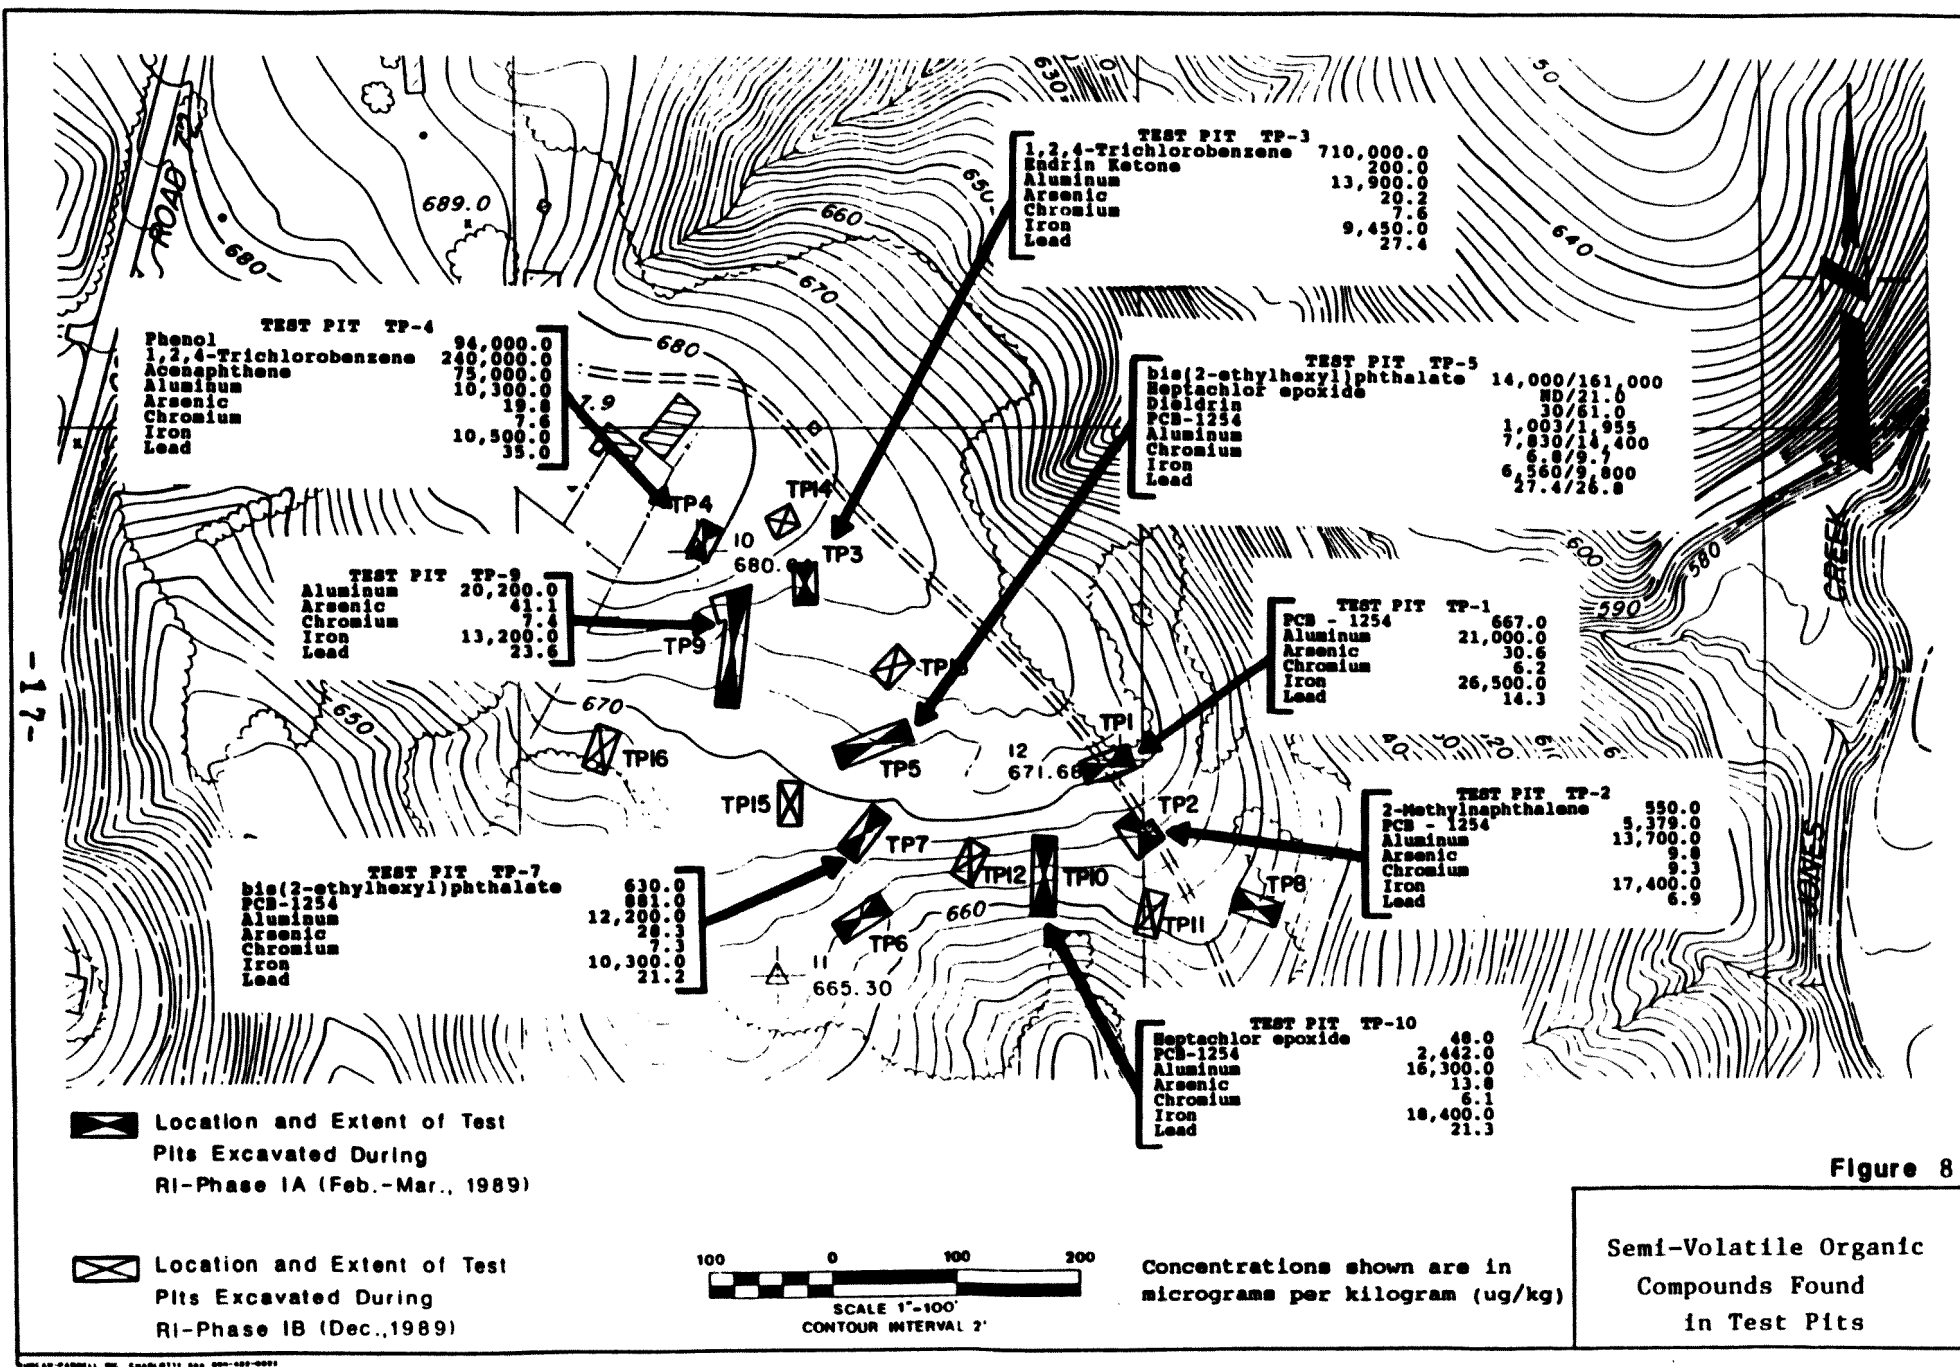 ROAD 72
689.0
680
660
670
680
650
630
640
600
580
590
670
650
660
7.9
CREEK
JONES
TEST PIT TP-3
1,2,4-Trichlorobenzene 710,000.0
Endrin Ketone 200.0
Aluminum 13,900.0
Arsenic 20.2
Chromium 7.6
Iron 9,450.0
Lead 27.4
TEST PIT TP-4
Phenol 94,000.0
1,2,4-Trichlorobenzene 240,000.0
Acenaphthene 75,000.0
Aluminum 10,300.0
Arsenic 19.8
Chromium 7.6
Iron 10,500.0
Lead 35.0
TEST PIT TP-5
bis(2-ethylhexyl)phthalate 14,000/161,000
Heptachlor epoxide ND/21.0
Dieldrin 30/61.0
PCB-1254 1,003/1,955
Aluminum 7,830/14,400
Chromium 6.8/9.7
Iron 6,560/9,800
Lead 27.4/26.8
TEST PIT TP-9
Aluminum 20,200.0
Arsenic 41.1
Chromium 7.4
Iron 13,200.0
Lead 23.6
TEST PIT TP-1
PCB - 1254 667.0
Aluminum 21,000.0
Arsenic 30.6
Chromium 6.2
Iron 26,500.0
Lead 14.3
TEST PIT TP-2
2-Methylnaphthalene 550.0
PCB - 1254 5,379.0
Aluminum 13,700.0
Arsenic 9.8
Chromium 9.3
Iron 17,400.0
Lead 6.9
TEST PIT TP-7
bis(2-ethylhexyl)phthalate 630.0
PCB-1254 881.0
Aluminum 12,200.0
Arsenic 28.3
Chromium 7.3
Iron 10,300.0
Lead 21.2
TEST PIT TP-10
Heptachlor epoxide 48.0
PCB-1254 2,442.0
Aluminum 16,300.0
Arsenic 13.8
Chromium 6.1
Iron 18,400.0
Lead 21.3
TP4
TP14
10
680.
TP3
TP9
TP16
TP5
12
671.68
TP1
TP15
TP7
TP2
TP12
TP10
TP8
TP11
TP6
11
665.30
-17-
Location and Extent of Test
Pits Excavated During
RI-Phase IA (Feb.-Mar., 1989)
Location and Extent of Test
Pits Excavated During
RI-Phase IB (Dec.,1989)
100 0 100 200
SCALE 1"-100'
CONTOUR INTERVAL 2'
Concentrations shown are in
micrograms per kilogram (ug/kg)
Figure 8
Semi-Volatile Organic
Compounds Found
in Test Pits